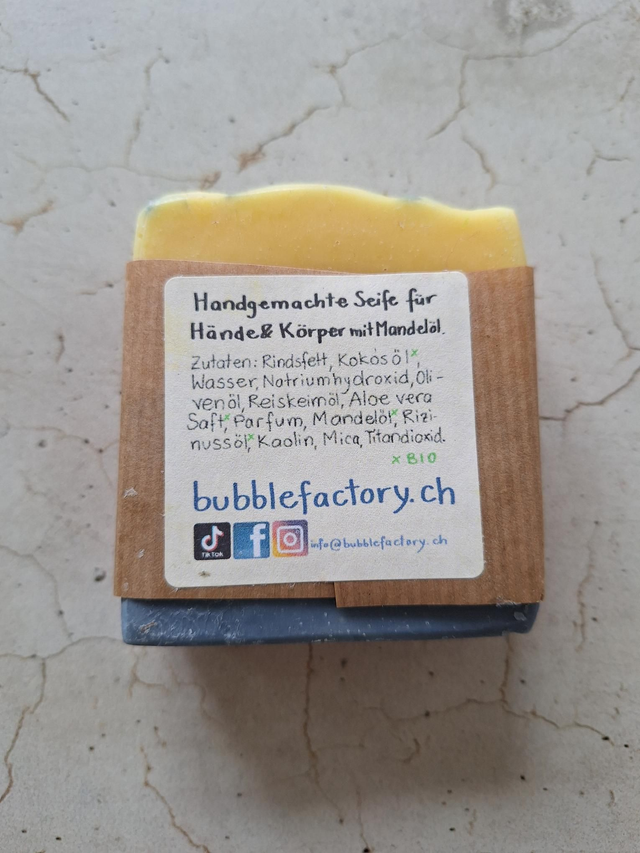 Handgemachte Seife für
Hände & Körper mit Mandelöl.
Zutaten: Rindsfett, Kokosöl x,
Wasser, Natriumhydroxid, Oli-
venöl, Reiskeimöl, Aloe vera
Saft x, Parfum, Mandelöl x, Rizi-
nussöl x, Kaolin, Mica, Titandioxid.
x BIO
bubblefactory.ch
TikTok
info@bubblefactory.ch